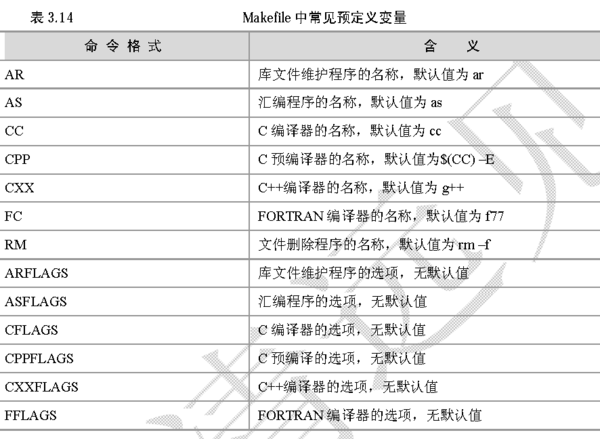 表 3.14 Makefile 中常见预定义变量
命 令 格 式 含 义
AR 库文件维护程序的名称，默认值为 ar
AS 汇编程序的名称，默认值为 as
CC C 编译器的名称，默认值为 cc
CPP C 预编译器的名称，默认值为$(CC) –E
CXX C++编译器的名称，默认值为 g++
FC FORTRAN 编译器的名称，默认值为 f77
RM 文件删除程序的名称，默认值为 rm –f
ARFLAGS 库文件维护程序的选项，无默认值
ASFLAGS 汇编程序的选项，无默认值
CFLAGS C 编译器的选项，无默认值
CPPFLAGS C 预编译的选项，无默认值
CXXFLAGS C++编译器的选项，无默认值
FFLAGS FORTRAN 编译器的选项，无默认值
清远见